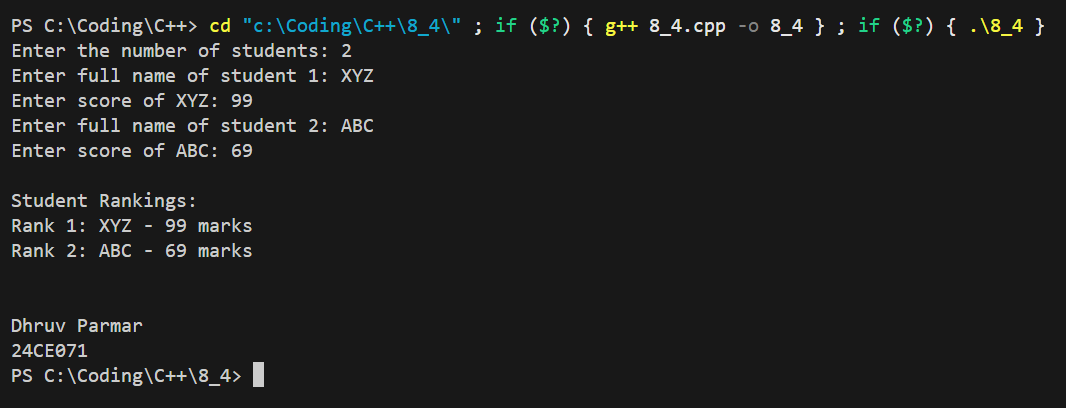 PS C:\Coding\C++> cd "c:\Coding\C++\8_4\" ; if ($?) { g++ 8_4.cpp -o 8_4 } ; if ($?) { .\8_4 }
Enter the number of students: 2
Enter full name of student 1: XYZ
Enter score of XYZ: 99
Enter full name of student 2: ABC
Enter score of ABC: 69
Student Rankings:
Rank 1: XYZ - 99 marks
Rank 2: ABC - 69 marks
Dhruv Parmar
24CE071
PS C:\Coding\C++\8_4>